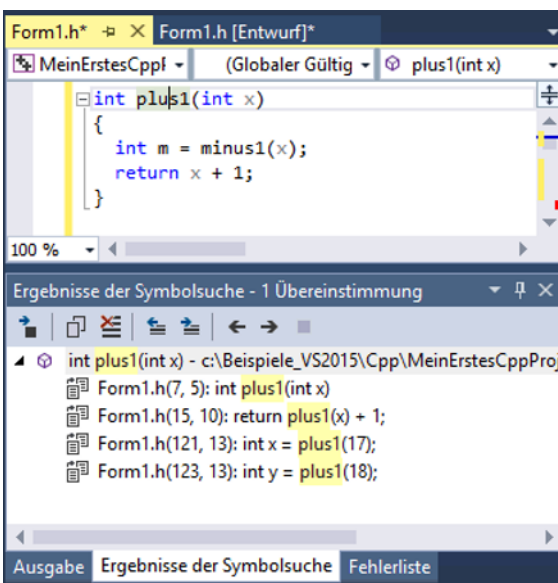 Form1.h* Form1.h [Entwurf]*
MeinErstesCppF (Globaler Gültig plus1(int x)
int plus1(int x)
{
int m = minus1(x);
return x + 1;
}
100 %
Ergebnisse der Symbolsuche - 1 Übereinstimmung
int plus1(int x) - c:\Beispiele_VS2015\Cpp\MeinErstesCppProj
Form1.h(7, 5): int plus1(int x)
Form1.h(15, 10): return plus1(x) + 1;
Form1.h(121, 13): int x = plus1(17);
Form1.h(123, 13): int y = plus1(18);
Ausgabe Ergebnisse der Symbolsuche Fehlerliste